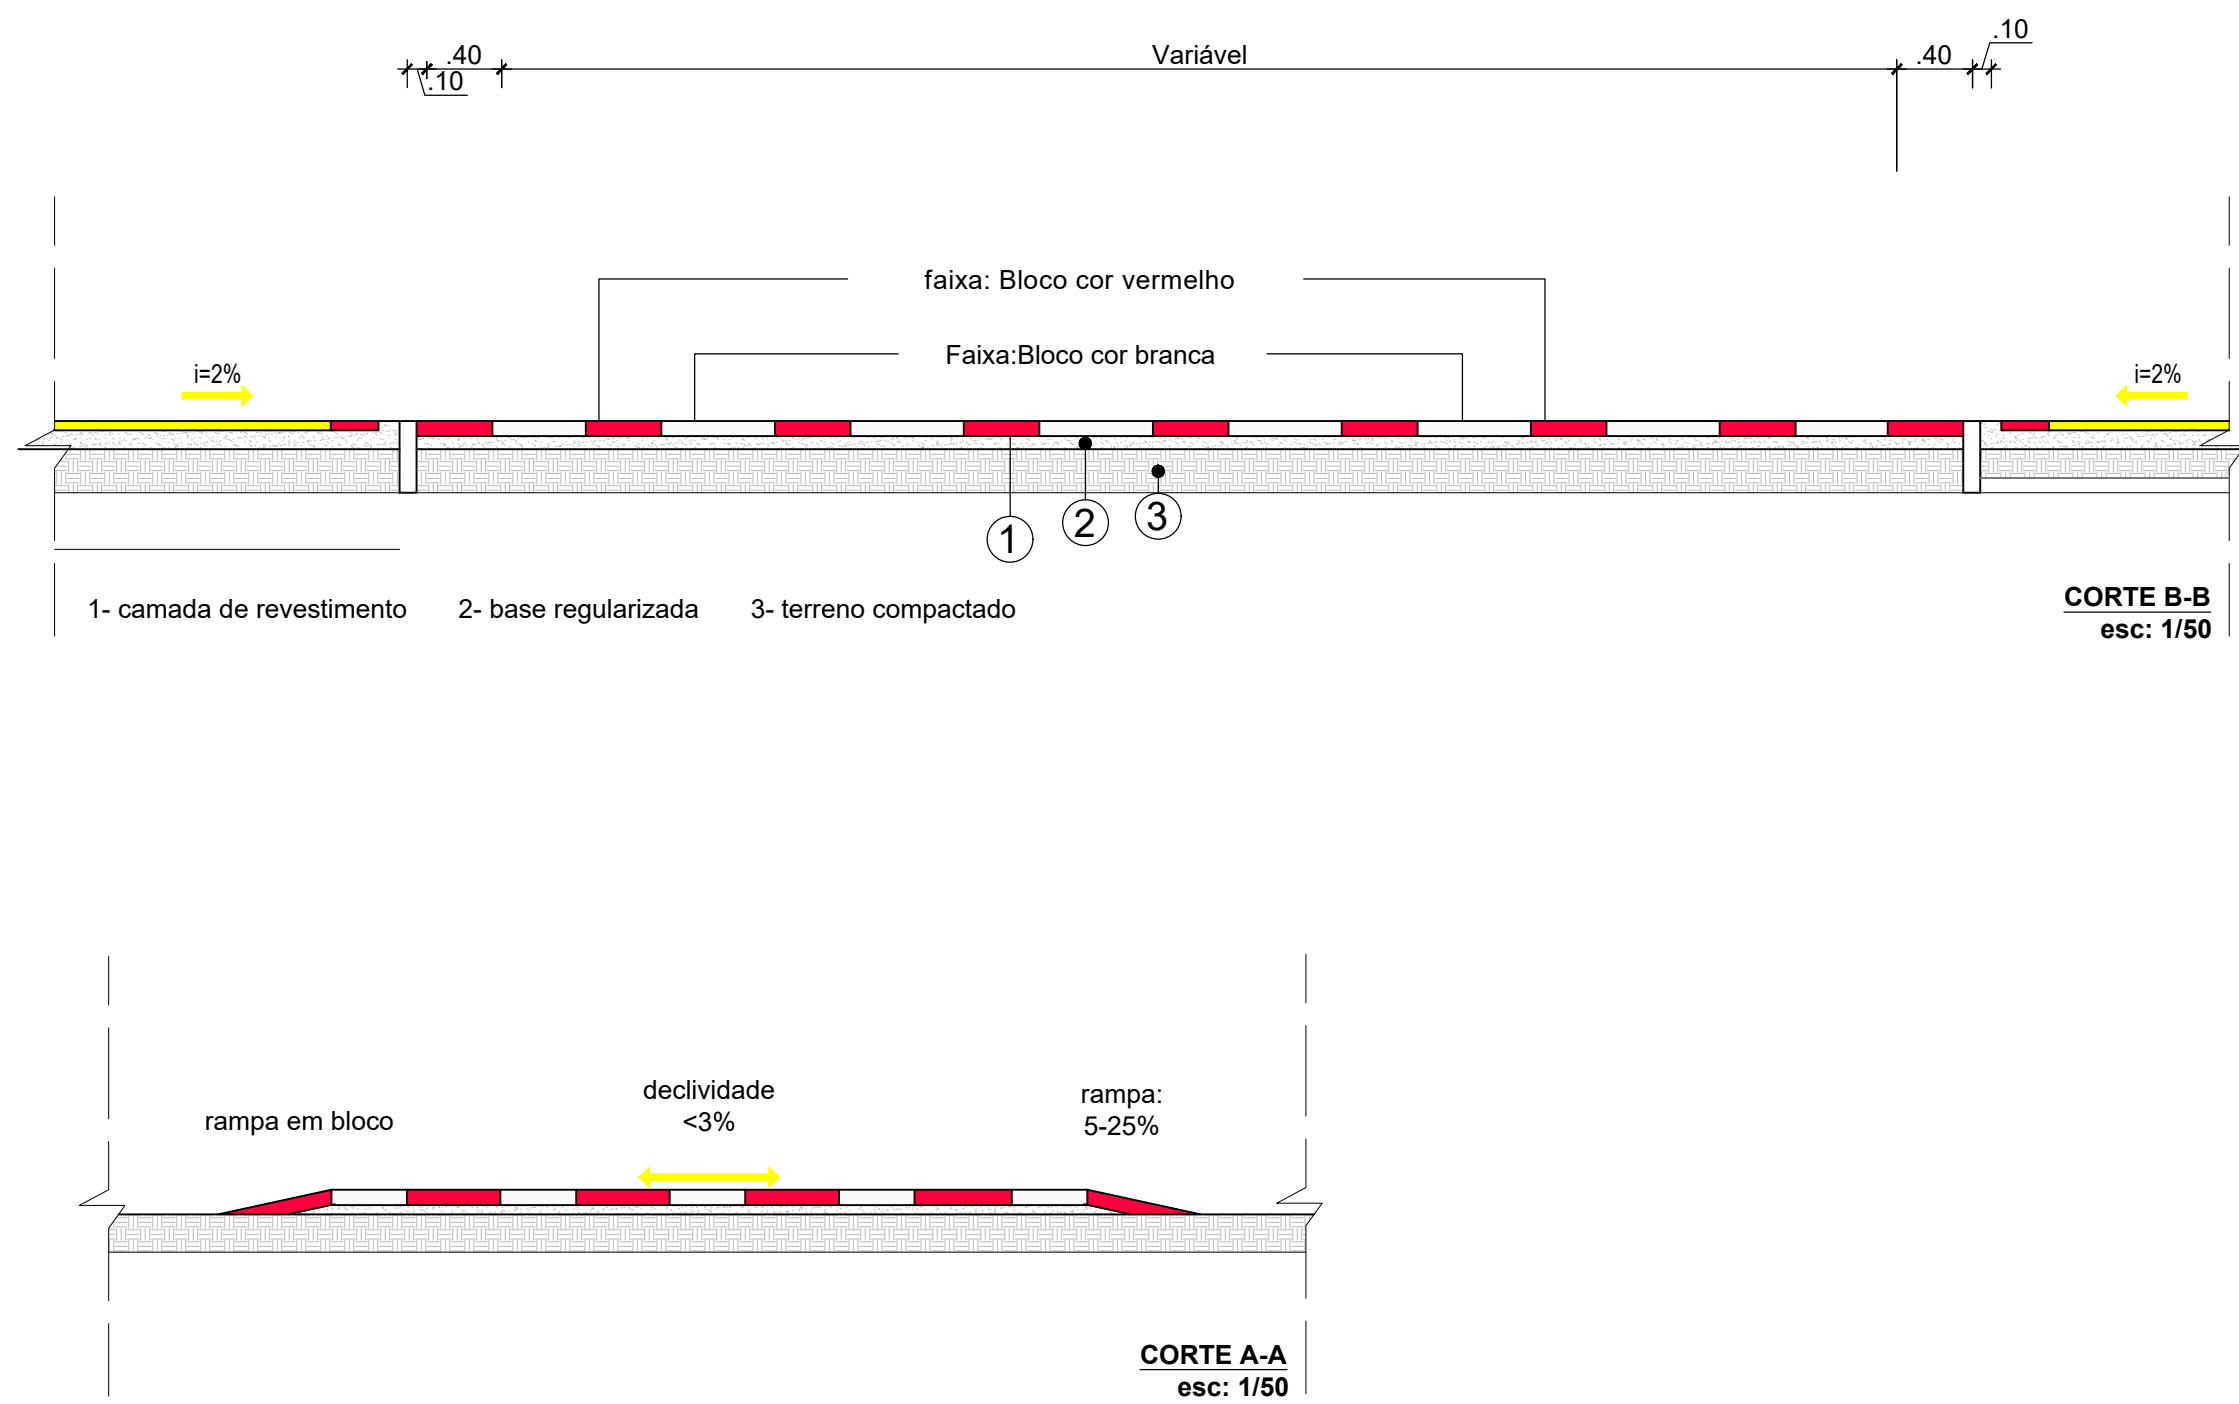 .10
.40
Variável
.40
.10
faixa: Bloco cor vermelho
Faixa:Bloco cor branca
i=2%
i=2%
1
2
3
1- camada de revestimento 2- base regularizada 3- terreno compactado
CORTE B-B
esc: 1/50
rampa em bloco
declividade
<3%
rampa:
5-25%
CORTE A-A
esc: 1/50